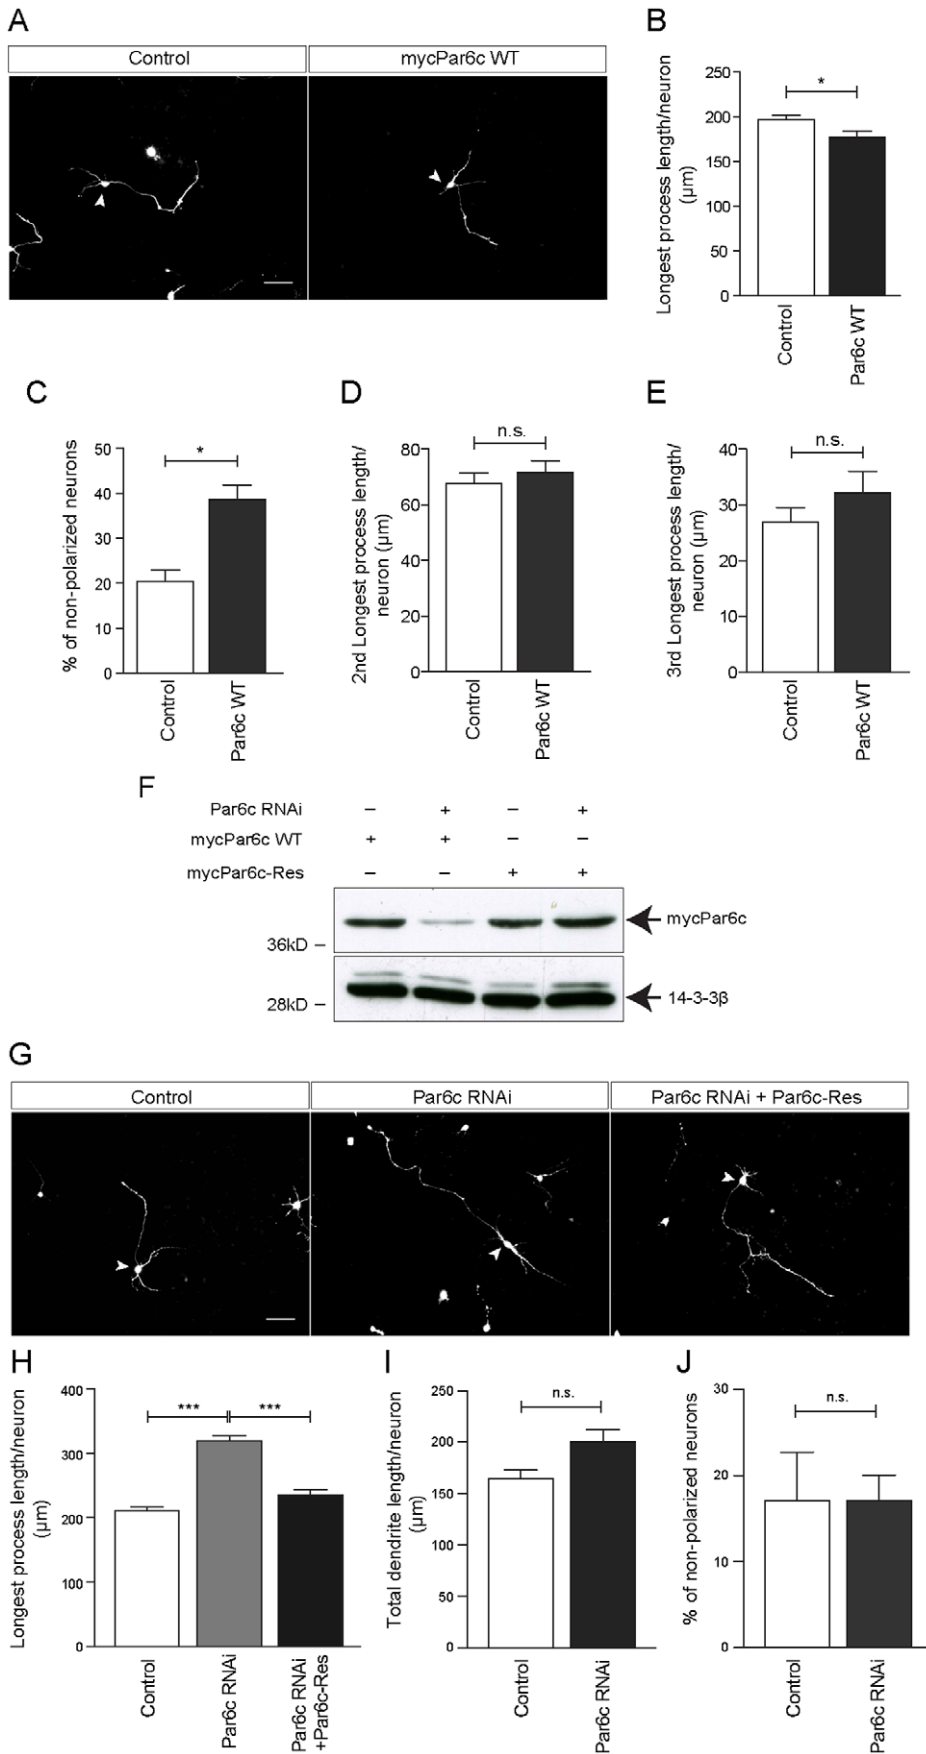 A
Control
mycPar6c WT
B
Longest process length/neuron
(μm)
250
200
150
100
50
0
*
Control
Par6c WT
C
% of non-polarized neurons
50
40
30
20
10
0
*
Control
Par6c WT
D
2nd Longest process length/
neuron (μm)
80
60
40
20
0
n.s.
Control
Par6c WT
E
3rd Longest process length/
neuron (μm)
40
30
20
10
0
n.s.
Control
Par6c WT
F
Par6c RNAi – + – +
mycPar6c WT + + – –
mycPar6c-Res – – + +
mycPar6c
36kD –
14-3-3β
28kD –
G
Control
Par6c RNAi
Par6c RNAi + Par6c-Res
H
Longest process length/neuron
(μm)
400
300
200
100
0
***
***
Control
Par6c RNAi
Par6c RNAi
+Par6c-Res
I
Total dendrite length/neuron
(μm)
250
200
150
100
50
0
n.s.
Control
Par6c RNAi
J
% of non-polarized neurons
30
20
10
0
n.s.
Control
Par6c RNAi